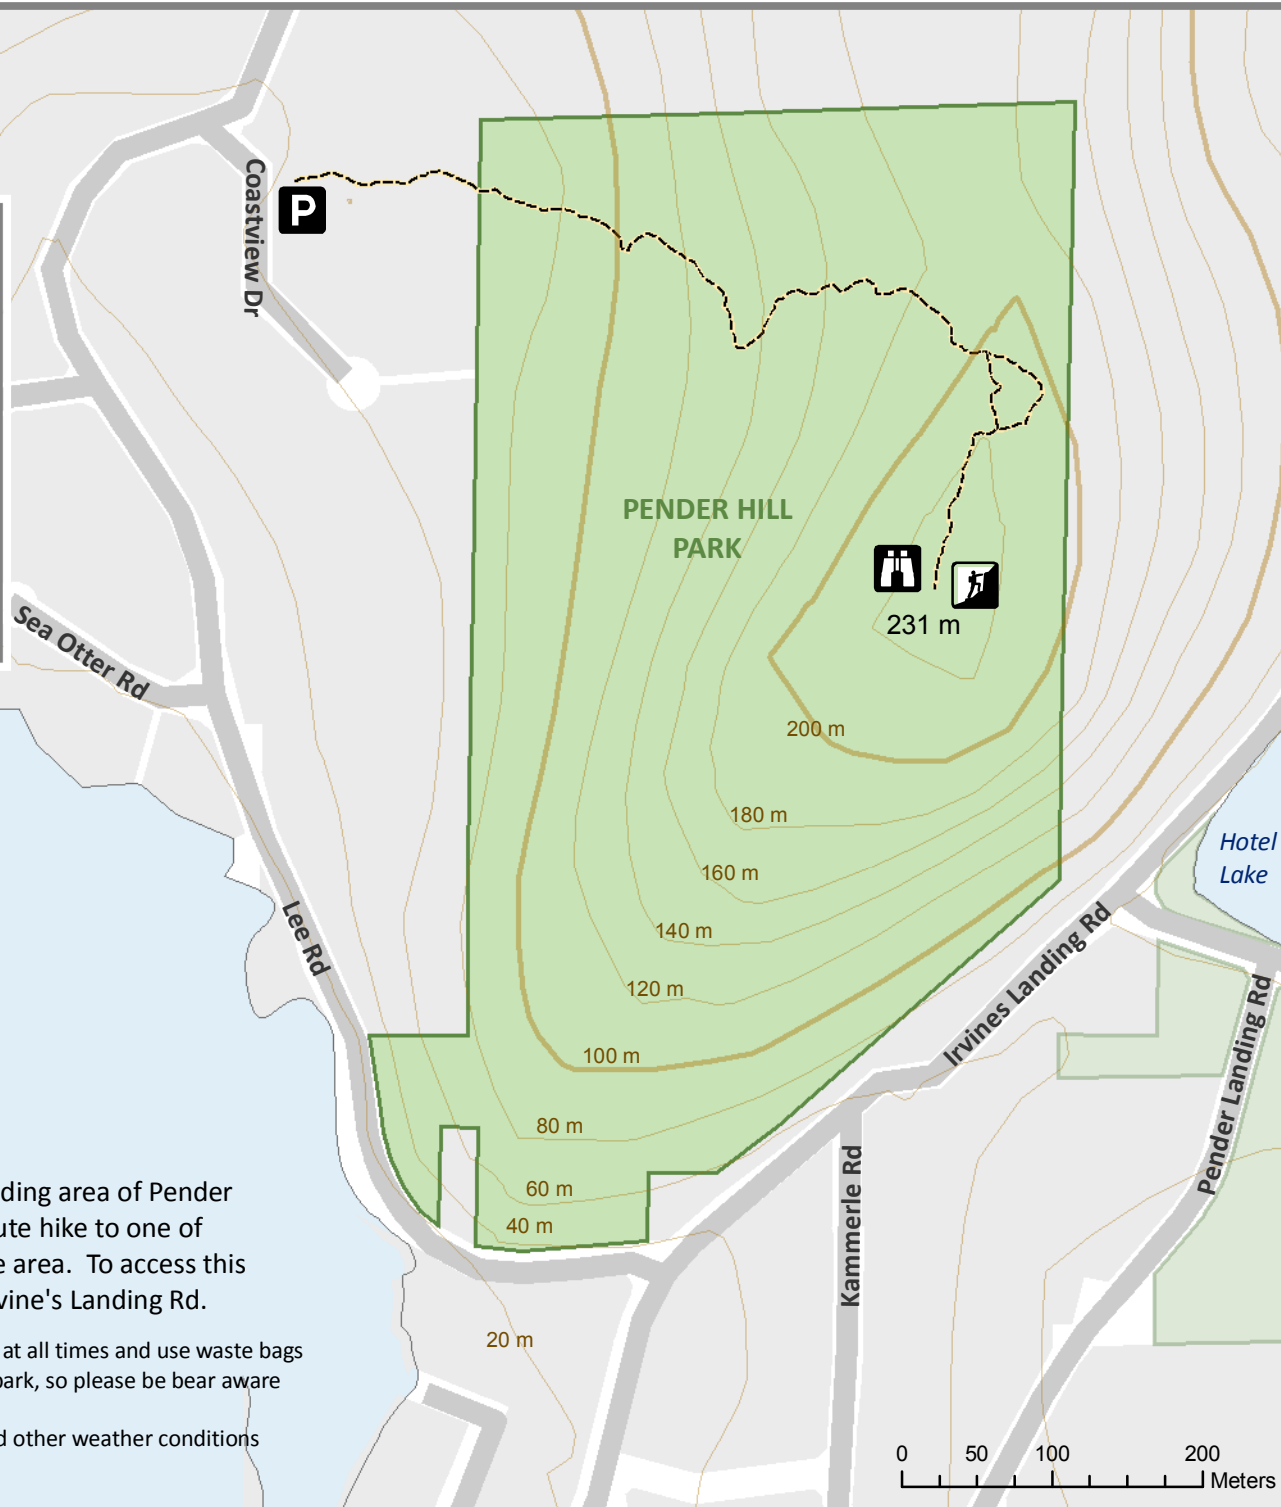 Coastview Dr
P
PENDER HILL
PARK
231 m
Sea Otter Rd
200 m
180 m
160 m
140 m
120 m
100 m
80 m
60 m
40 m
20 m
Hotel
Lake
Lee Rd
Irvines Landing Rd
Pender Landing Rd
Kammerle Rd
ding area of Pender
ute hike to one of
e area. To access this
vine's Landing Rd.
at all times and use waste bags
park, so please be bear aware
d other weather conditions
0 50 100 200
Meters